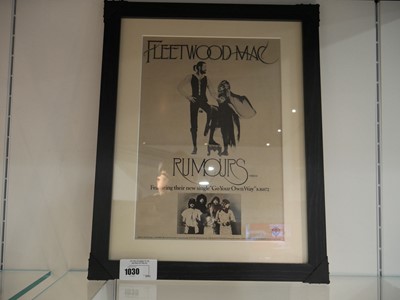 FLEETWOOD MAC
RUMOURS
Featuring their new single "Go Your Own Way"
1030